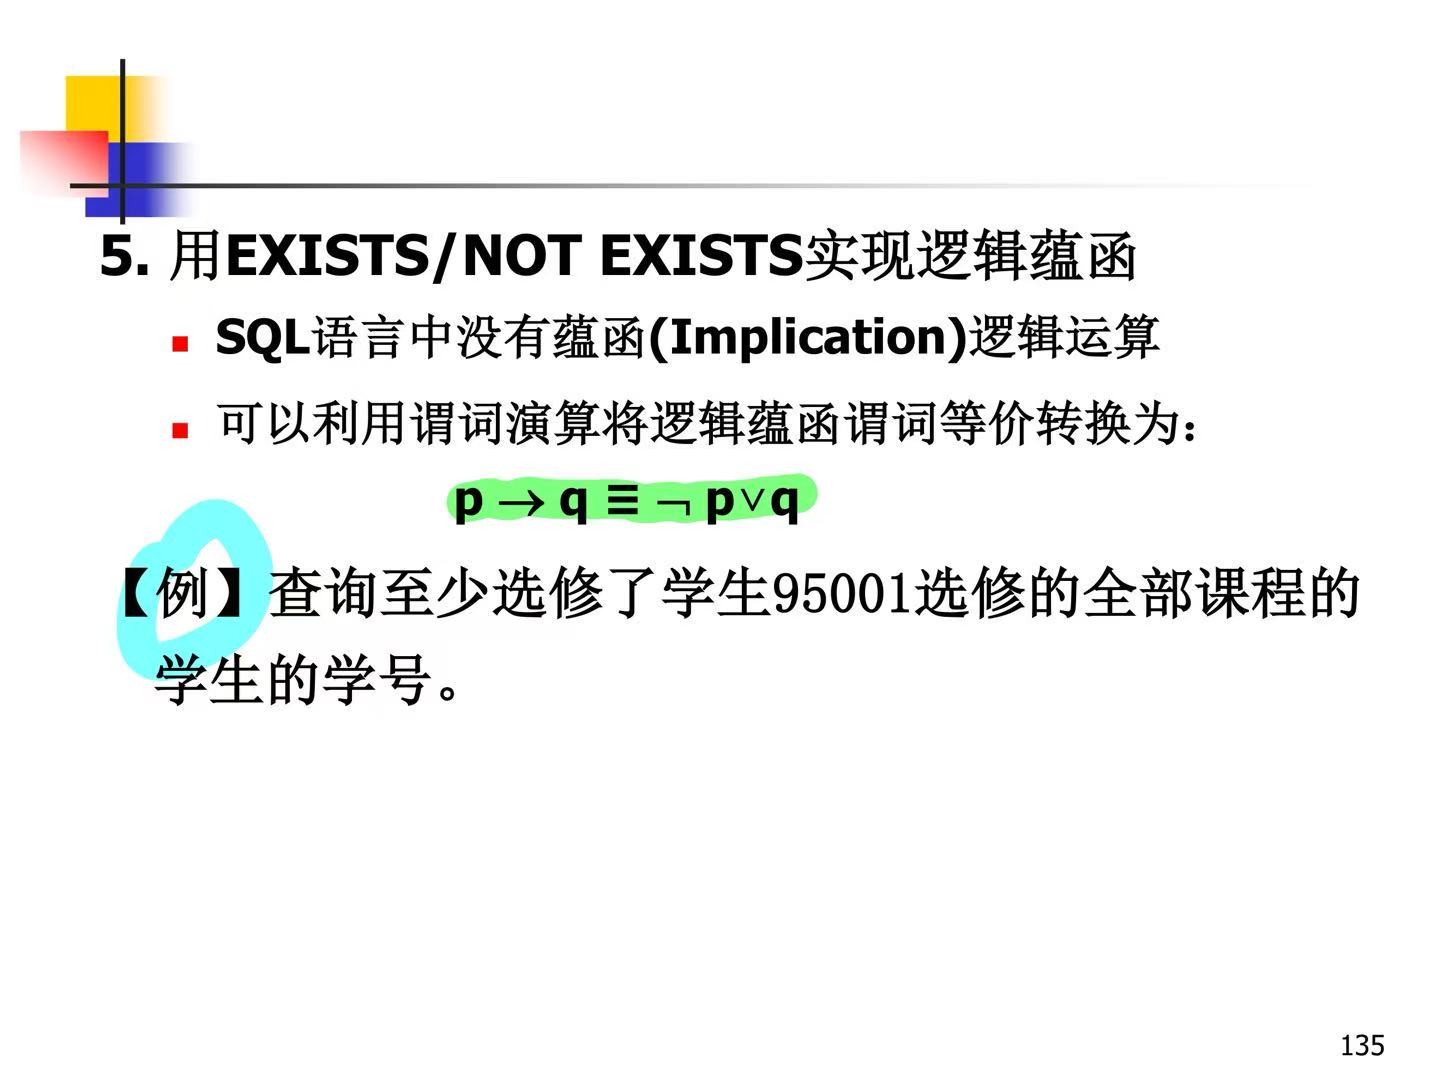 5. 用EXISTS/NOT EXISTS实现逻辑蕴函
SQL语言中没有蕴函(Implication)逻辑运算
可以利用谓词演算将逻辑蕴函谓词等价转换为：
p → q ≡ ¬ p∨q
【例】查询至少选修了学生95001选修的全部课程的
学生的学号。
135